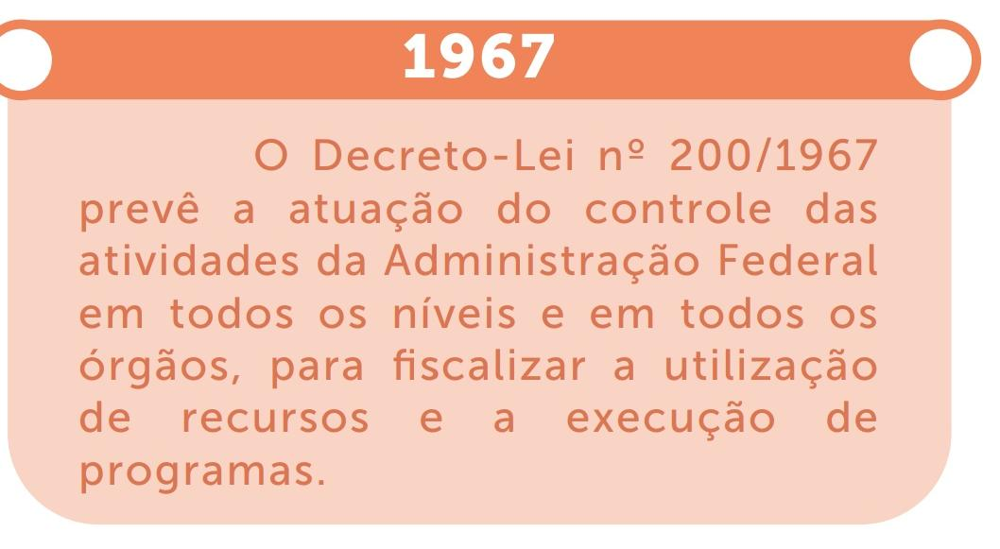 1967
O Decreto-Lei nº 200/1967
prevê a atuação do controle das
atividades da Administração Federal
em todos os níveis e em todos os
órgãos, para fiscalizar a utilização
de recursos e a execução de
programas.